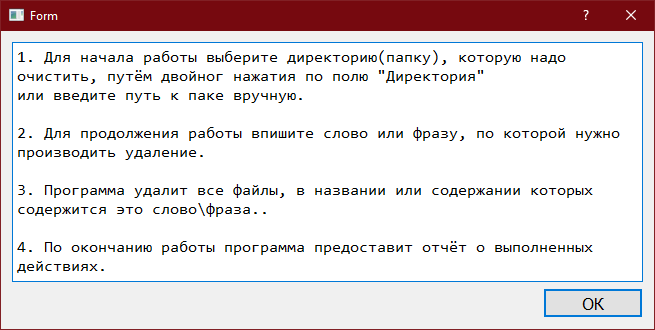 Form
1. Для начала работы выберите директорию(папку), которую надо
очистить, путём двойног нажатия по полю "Директория"
или введите путь к паке вручную.
2. Для продолжения работы впишите слово или фразу, по которой нужно
производить удаление.
3. Программа удалит все файлы, в названии или содержании которых
содержится это слово\фраза..
4. По окончанию работы программа предоставит отчёт о выполненных
действиях.
OK